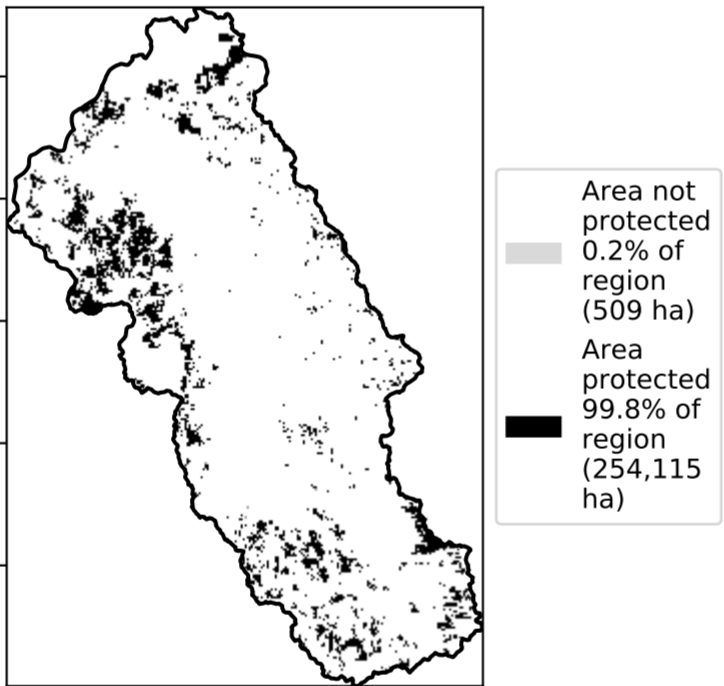 Area not
protected
0.2% of
region
(509 ha)
Area
protected
99.8% of
region
(254,115
ha)